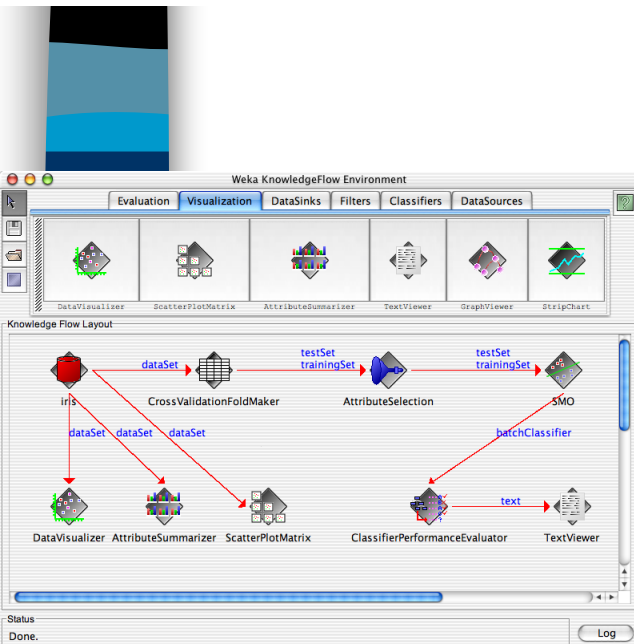 Weka KnowledgeFlow Environment
Evaluation Visualization DataSinks Filters Classifiers DataSources
?
DataVisualizer ScatterPlotMatrix AttributeSummarizer TextViewer GraphViewer StripChart
Knowledge Flow Layout
dataSet
testSet
trainingSet
testSet
trainingSet
iris CrossValidationFoldMaker AttributeSelection SMO
dataSet dataSet dataSet batchClassifier
text
DataVisualizer AttributeSummarizer ScatterPlotMatrix ClassifierPerformanceEvaluator TextViewer
Status
Done.
Log